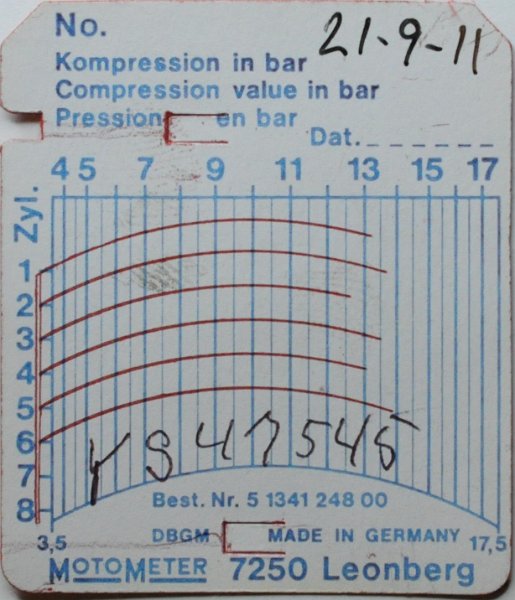 No. 21-9-11
Kompression in bar
Compression value in bar
Pression en bar
Dat.
4 5 7 9 11 13 15 17
Zyl.
1
2
3
4
5
6
7
8
YS47545
Best. Nr. 5 1341 248 00
3,5 DBGM MADE IN GERMANY 17,5
MOTOMETER 7250 Leonberg